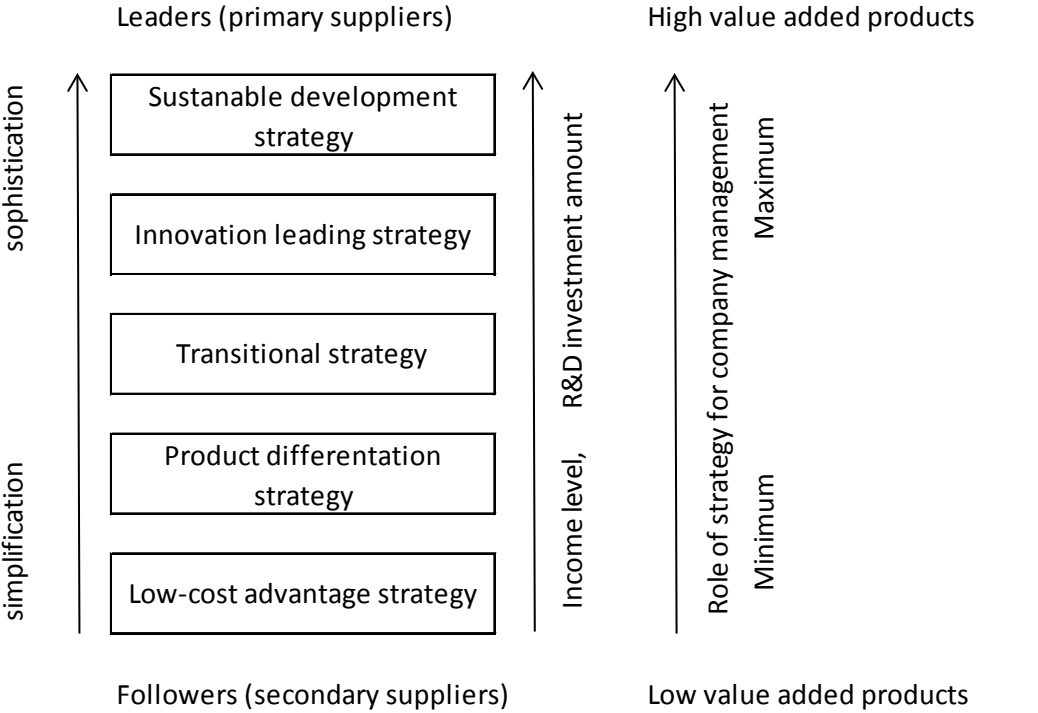 Leaders (primary suppliers)
High value added products
sophistication
simplification
Sustanable development
strategy
Innovation leading strategy
Transitional strategy
Product differentation
strategy
Low-cost advantage strategy
Income level, R&D investment amount
Role of strategy for company management
Minimum Maximum
Followers (secondary suppliers)
Low value added products